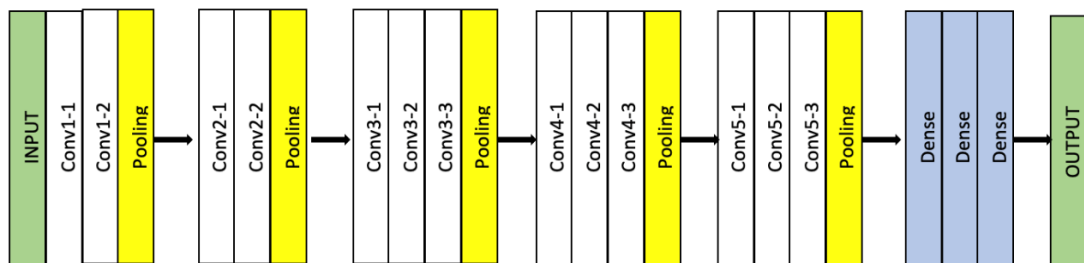 INPUT
Conv1-1
Conv1-2
Pooling
Conv2-1
Conv2-2
Pooling
Conv3-1
Conv3-2
Conv3-3
Pooling
Conv4-1
Conv4-2
Conv4-3
Pooling
Conv5-1
Conv5-2
Conv5-3
Pooling
Dense
Dense
Dense
OUTPUT